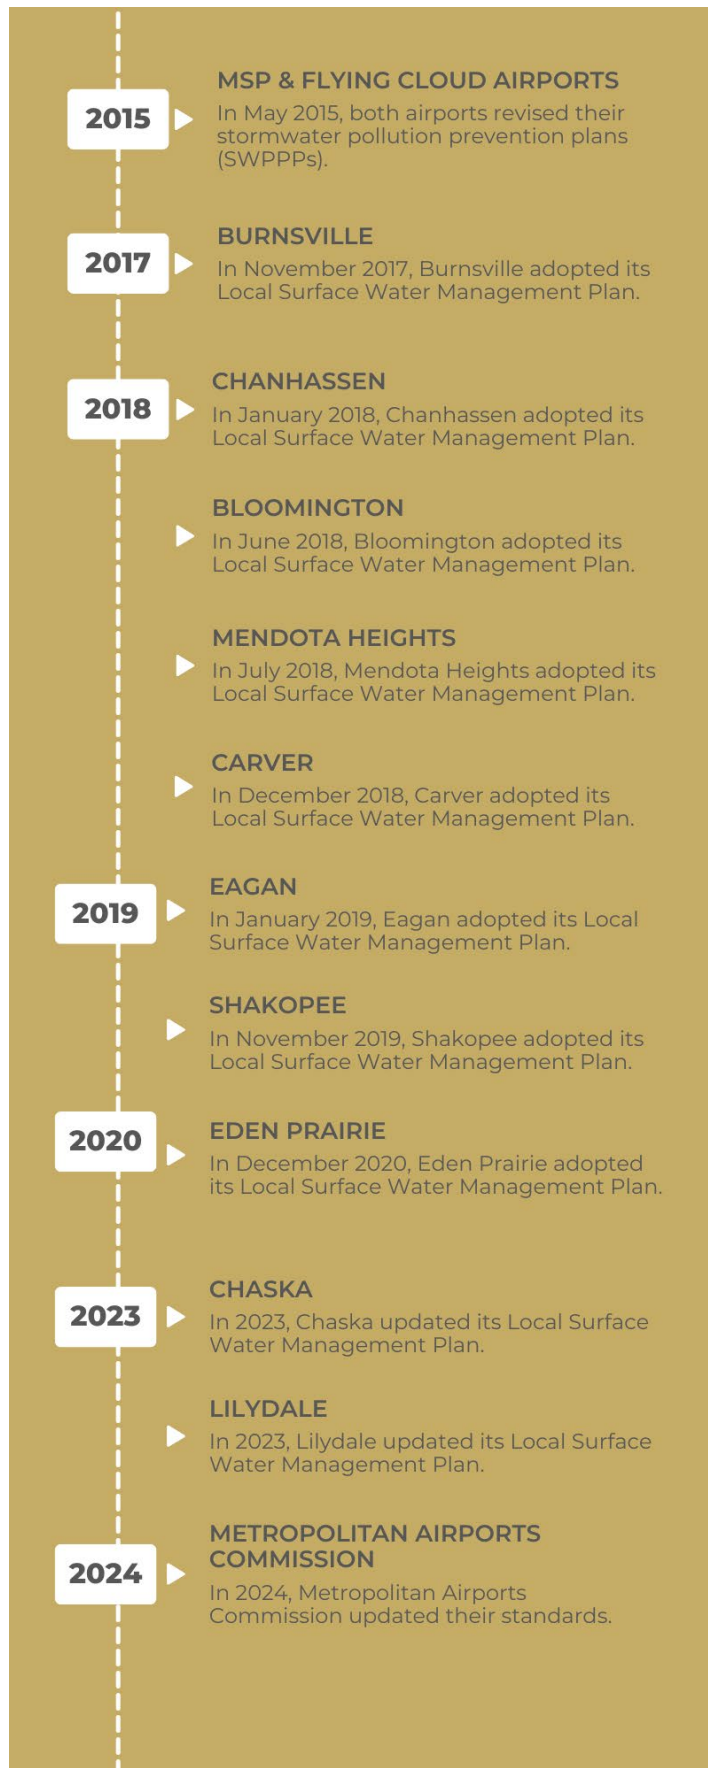 MSP & FLYING CLOUD AIRPORTS
2015
In May 2015, both airports revised their
stormwater pollution prevention plans
(SWPPPs).
BURNSVILLE
2017
In November 2017, Burnsville adopted its
Local Surface Water Management Plan.
CHANHASSEN
2018
In January 2018, Chanhassen adopted its
Local Surface Water Management Plan.
BLOOMINGTON
In June 2018, Bloomington adopted its
Local Surface Water Management Plan.
MENDOTA HEIGHTS
In July 2018, Mendota Heights adopted its
Local Surface Water Management Plan.
CARVER
In December 2018, Carver adopted its
Local Surface Water Management Plan.
EAGAN
2019
In January 2019, Eagan adopted its Local
Surface Water Management Plan.
SHAKOPEE
In November 2019, Shakopee adopted its
Local Surface Water Management Plan.
EDEN PRAIRIE
2020
In December 2020, Eden Prairie adopted
its Local Surface Water Management Plan.
CHASKA
2023
In 2023, Chaska updated its Local Surface
Water Management Plan.
LILYDALE
In 2023, Lilydale updated its Local Surface
Water Management Plan.
METROPOLITAN AIRPORTS
COMMISSION
2024
In 2024, Metropolitan Airports
Commission updated their standards.